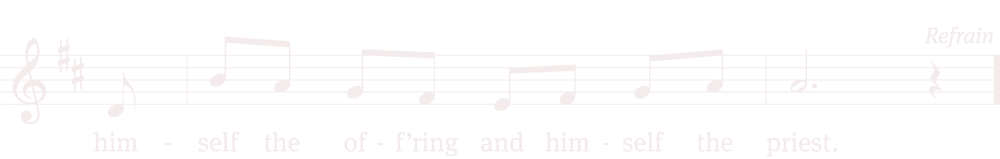 Refrain
him - self the of - f’ring and him - self the priest.